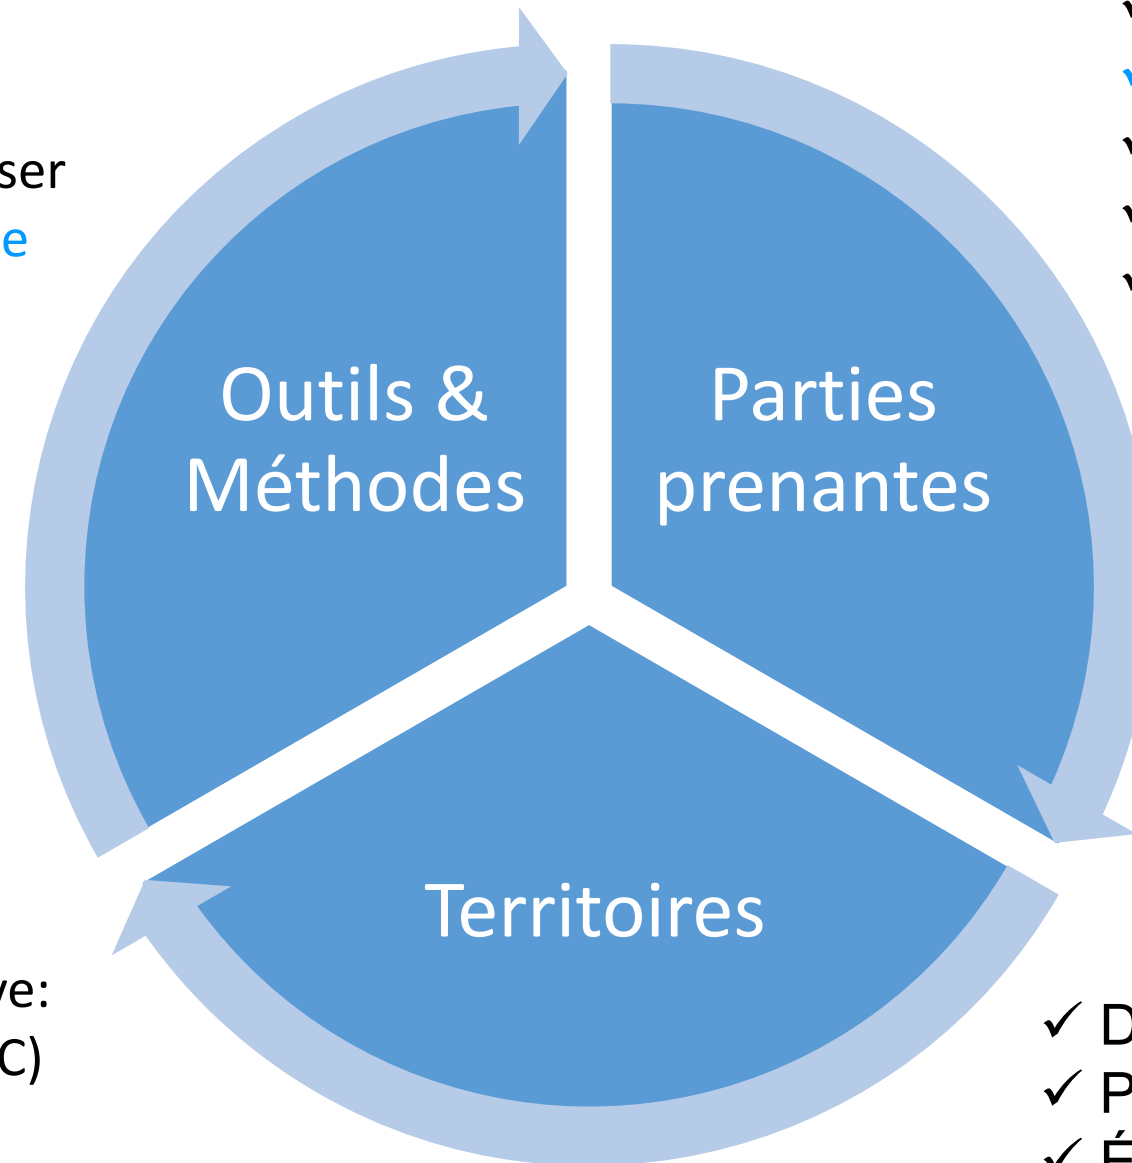 ser
e
Outils &
Méthodes
Parties
prenantes
Territoires
ve:
C)
✓ D
✓ P
✓ É